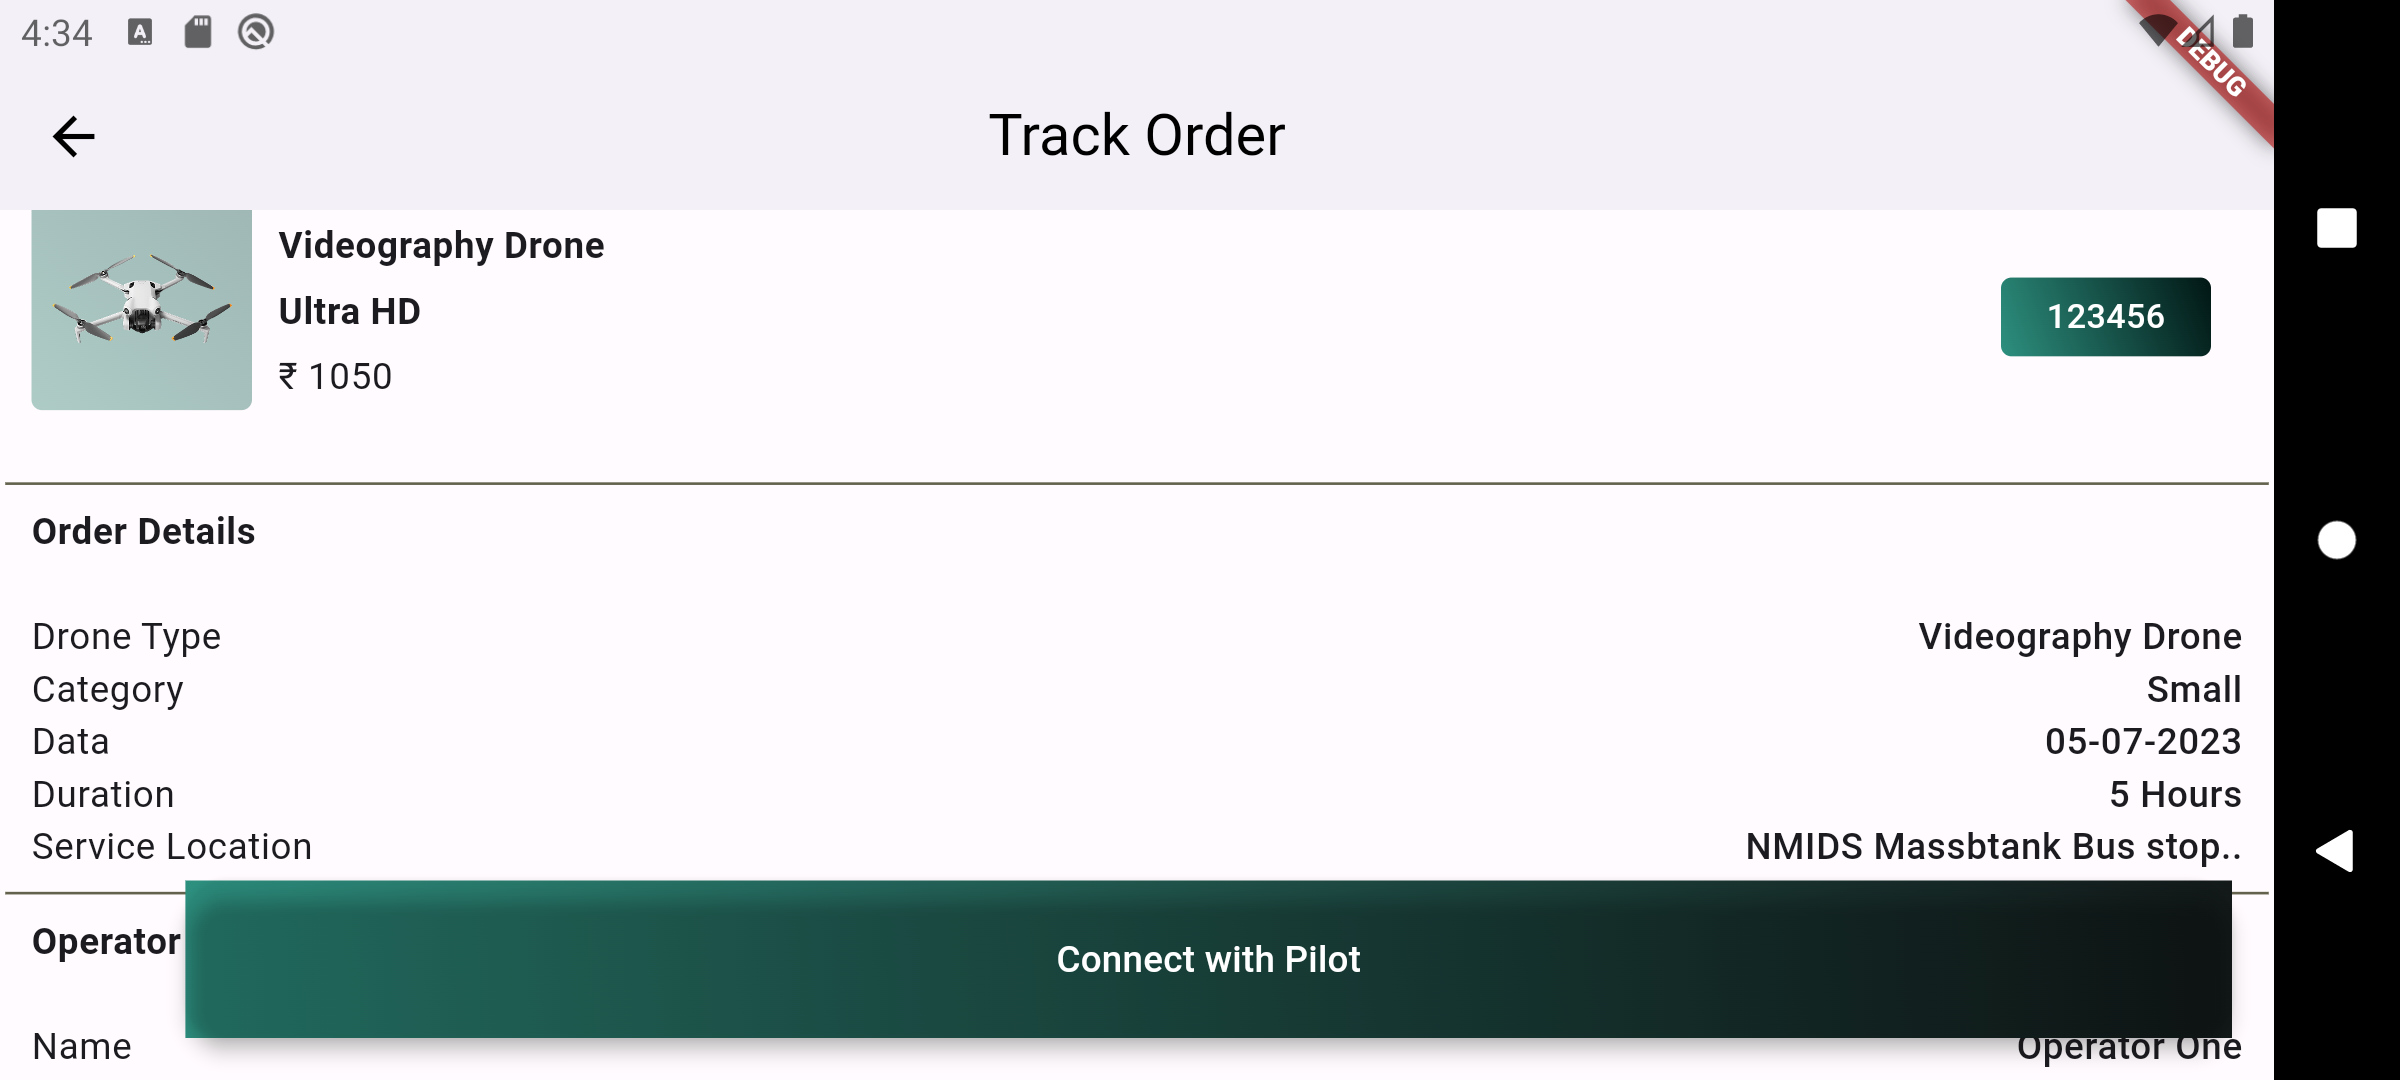 4:34
DEBUG
Track Order
Videography Drone
Ultra HD
₹ 1050
123456
Order Details
Drone Type Videography Drone
Category Small
Data 05-07-2023
Duration 5 Hours
Service Location NMIDS Massbtank Bus stop..
Operator
Connect with Pilot
Name Operator One